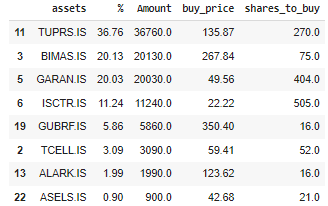 assets % Amount buy_price shares_to_buy
11 TUPRS.IS 36.76 36760.0 135.87 270.0
3 BIMAS.IS 20.13 20130.0 267.84 75.0
5 GARAN.IS 20.03 20030.0 49.56 404.0
6 ISCTR.IS 11.24 11240.0 22.22 505.0
19 GUBRF.IS 5.86 5860.0 350.40 16.0
2 TCELL.IS 3.09 3090.0 59.41 52.0
13 ALARK.IS 1.99 1990.0 123.62 16.0
22 ASELS.IS 0.90 900.0 42.68 21.0